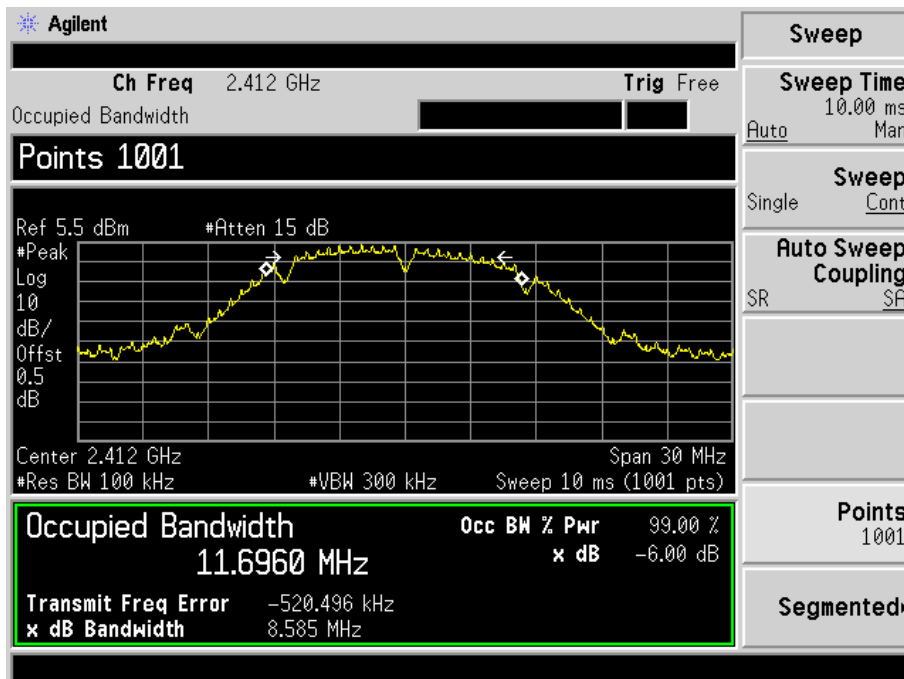 Agilent
Ch Freq 2.412 GHz Trig Free
Occupied Bandwidth
Points 1001
Ref 5.5 dBm #Atten 15 dB
#Peak
Log
10
dB/
Offst
0.5
dB
Center 2.412 GHz Span 30 MHz
#Res BW 100 kHz #VBW 300 kHz Sweep 10 ms (1001 pts)
Occupied Bandwidth Occ BW % Pwr 99.00 %
11.6960 MHz x dB -6.00 dB
Transmit Freq Error -520.496 kHz
x dB Bandwidth 8.585 MHz
Sweep
Sweep Time
10.00 ms
Auto Man
Sweep
Single Cont
Auto Sweep
Coupling
SR SA
Points
1001
Segmented